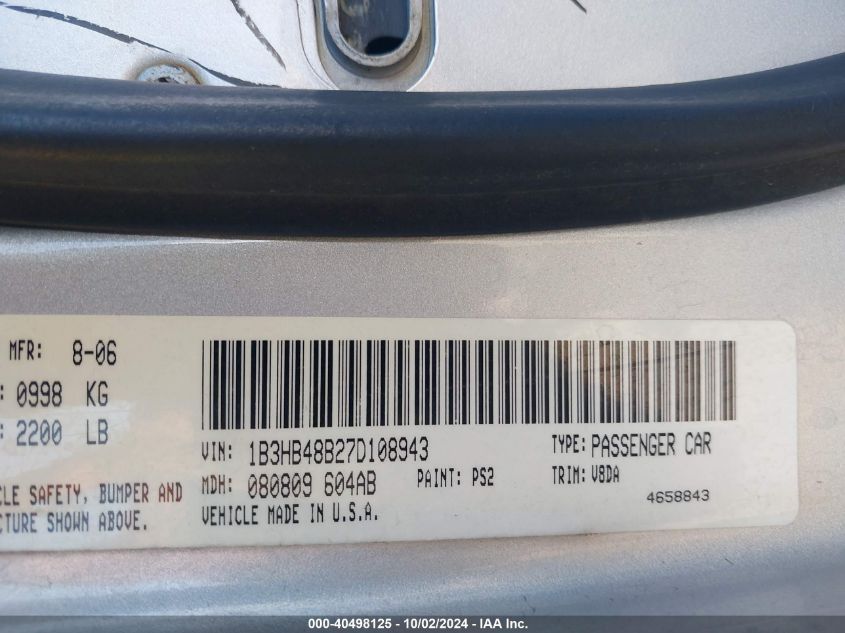 MFR: 8-06
: 0998 KG
: 2200 LB
VIN: 1B3HB48B27D108943 TYPE: PASSENGER CAR
MDH: 080809 604AB PAINT: PS2 TRIM: V8DA
CLE SAFETY, BUMPER AND
CTURE SHOWN ABOVE.
VEHICLE MADE IN U.S.A.
4658843
000-40498125 - 10/02/2024 - IAA Inc.